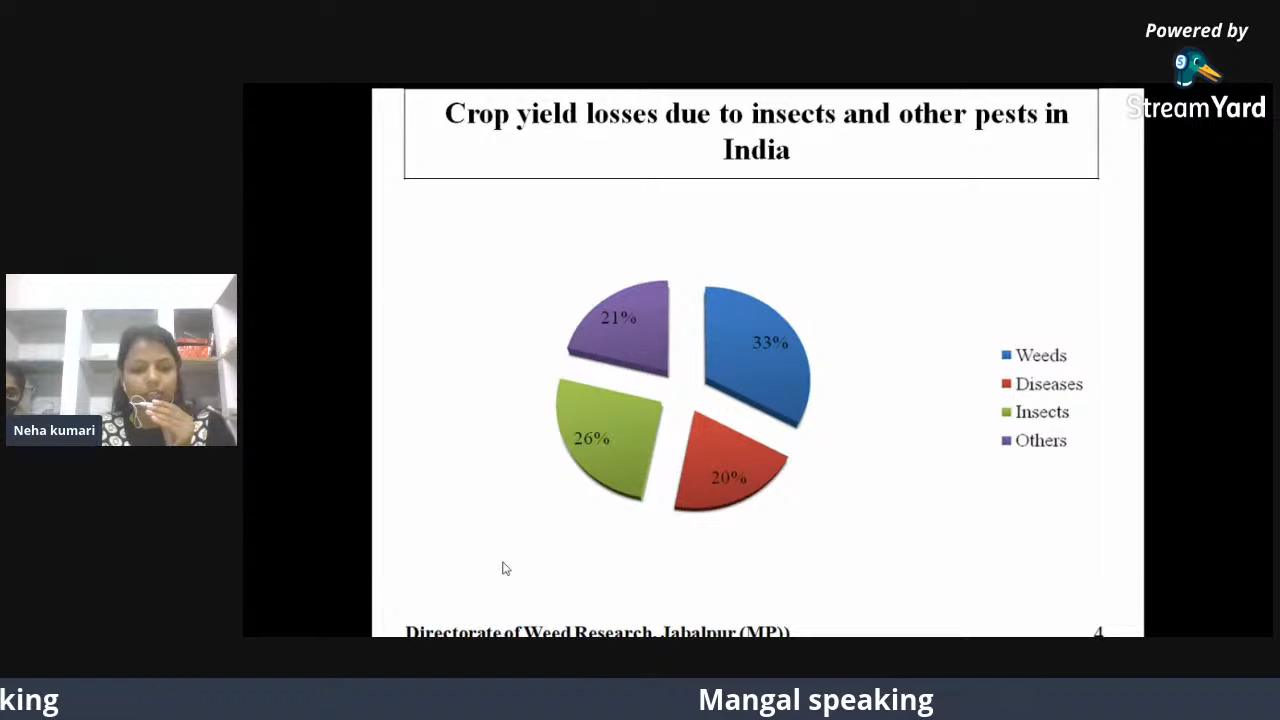 Powered by
StreamYard
Crop yield losses due to insects and other pests in
India
21%
33%
26%
20%
Weeds
Diseases
Insects
Others
Neha kumari
Directorate of Weed Research, Jabalpur (MP))
4
king
Mangal speaking